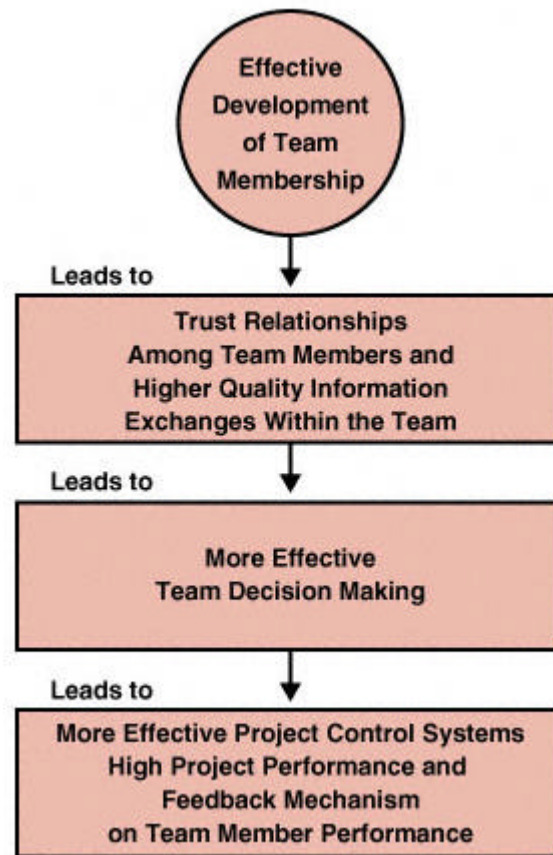 Effective
Development
of Team
Membership
Leads to
Trust Relationships
Among Team Members and
Higher Quality Information
Exchanges Within the Team
Leads to
More Effective
Team Decision Making
Leads to
More Effective Project Control Systems
High Project Performance and
Feedback Mechanism
on Team Member Performance